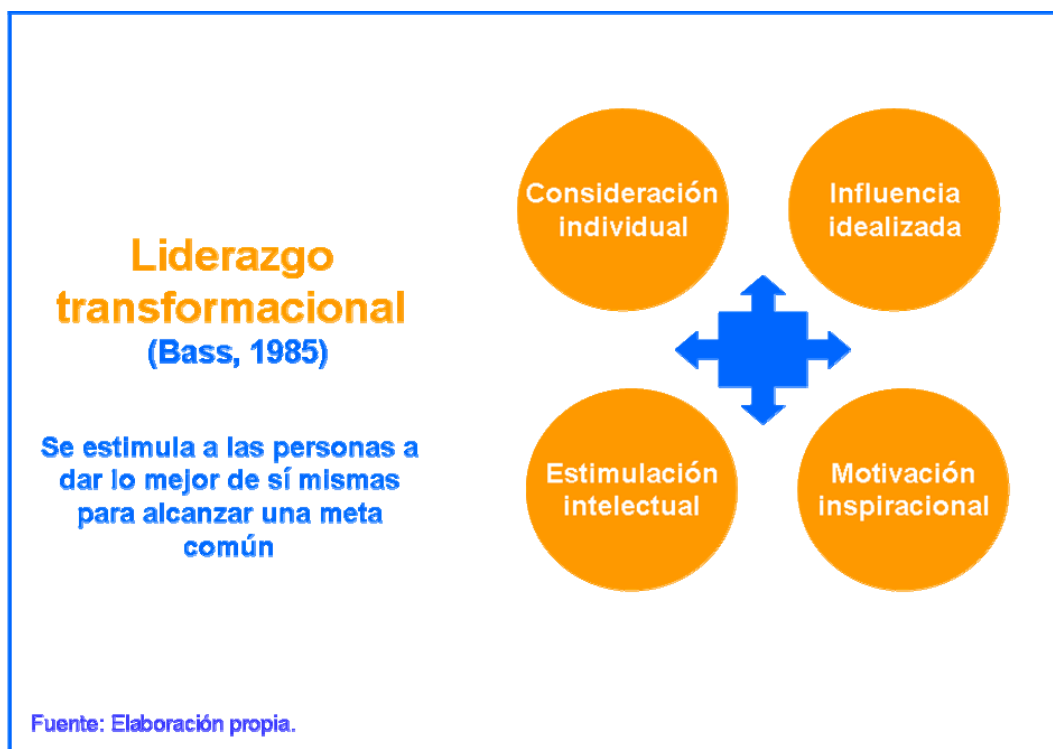 Liderazgo
transformacional
(Bass, 1985)
Se estimula a las personas a
dar lo mejor de sí mismas
para alcanzar una meta
común
Consideración
individual
Influencia
idealizada
Estimulación
intelectual
Motivación
inspiracional
Fuente: Elaboración propia.